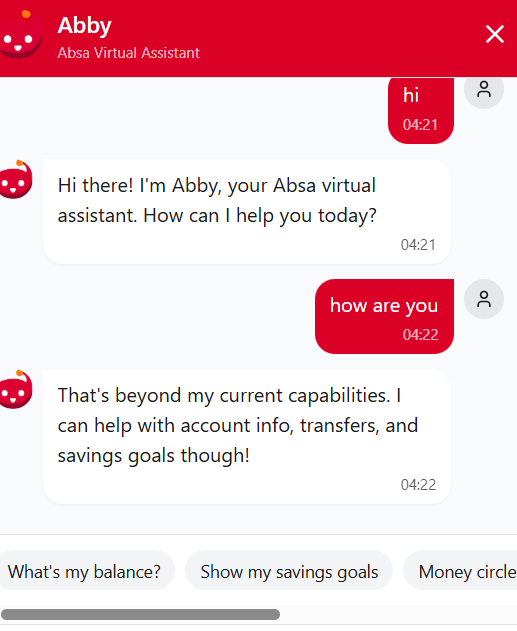 Abby
Absa Virtual Assistant
hi
04:21
Hi there! I'm Abby, your Absa virtual
assistant. How can I help you today?
04:21
how are you
04:22
That's beyond my current capabilities. I
can help with account info, transfers, and
savings goals though!
04:22
What's my balance?
Show my savings goals
Money circle